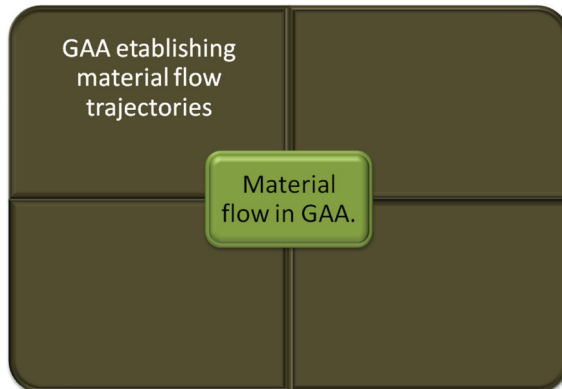 GAA etablishing
material flow
trajectories
Material
flow in GAA.